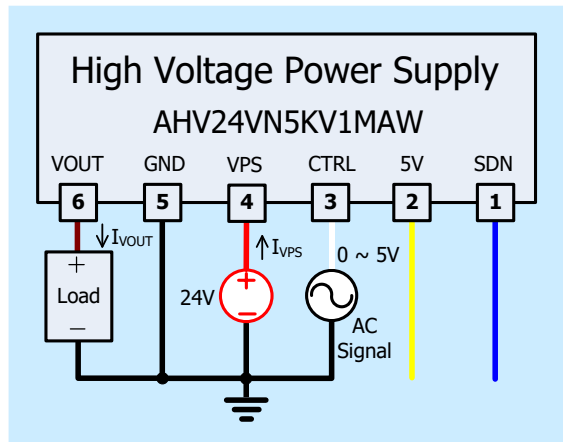 High Voltage Power Supply
AHV24VN5KV1MAW
VOUT GND VPS CTRL 5V SDN
6 5 4 3 2 1
↓IVOUT ↑IVPS 0 ~ 5V
+ +
Load 24V
− −
AC
Signal